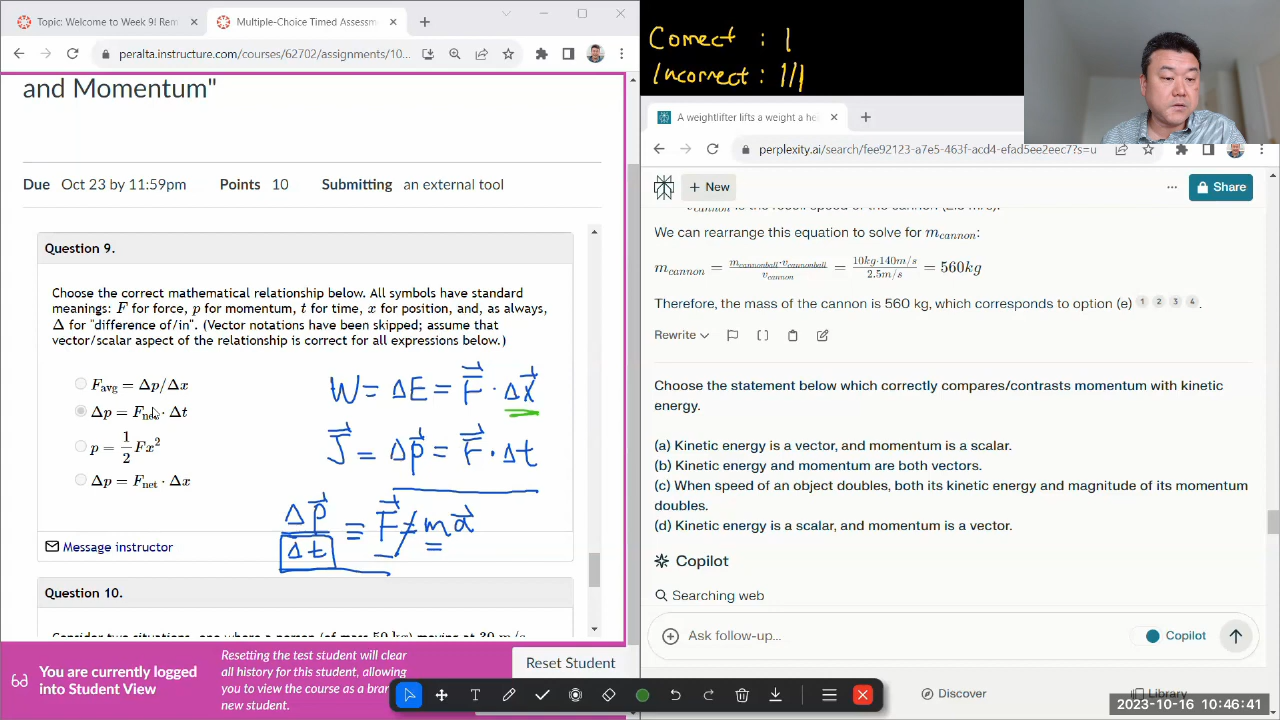 Topic: Welcome to Week 9! Rem
Multiple-Choice Timed Assessm
peralta.instructure.com/courses/62702/assignments/10...
and Momentum"
Due Oct 23 by 11:59pm Points 10 Submitting an external tool
Question 9.
Choose the correct mathematical relationship below. All symbols have standard
meanings: F for force, p for momentum, t for time, x for position, and, as always,
Δ for "difference of/in". (Vector notations have been skipped; assume that
vector/scalar aspect of the relationship is correct for all expressions below.)
F_avg = Δp/Δx
Δp = F_net · Δt
p = 1/2 Fx²
Δp = F_net · Δx
W = ΔE = F⃗ · Δx⃗
J⃗ = Δp⃗ = F⃗ · Δt
Δp⃗/Δt = F⃗ ≠ ma⃗
Message instructor
Question 10.
You are currently logged
into Student View
Resetting the test student will clear
all history for this student, allowing
you to view the course as a bran
new student.
Reset Student
Correct : |
Incorrect : |||
A weightlifter lifts a weight a he
perplexity.ai/search/fee92123-a7e5-463f-acd4-efad5ee2eec7?s=u
New
Share
We can rearrange this equation to solve for m_cannon:
m_cannon = m_cannonball·v_cannonball/v_cannon = 10kg·140m/s/2.5m/s = 560kg
Therefore, the mass of the cannon is 560 kg, which corresponds to option (e) 1 2 3 4 .
Rewrite
Choose the statement below which correctly compares/contrasts momentum with kinetic
energy.
(a) Kinetic energy is a vector, and momentum is a scalar.
(b) Kinetic energy and momentum are both vectors.
(c) When speed of an object doubles, both its kinetic energy and magnitude of its momentum
doubles.
(d) Kinetic energy is a scalar, and momentum is a vector.
Copilot
Searching web
Ask follow-up...
Copilot
Discover
Library
2023-10-16 10:46:41